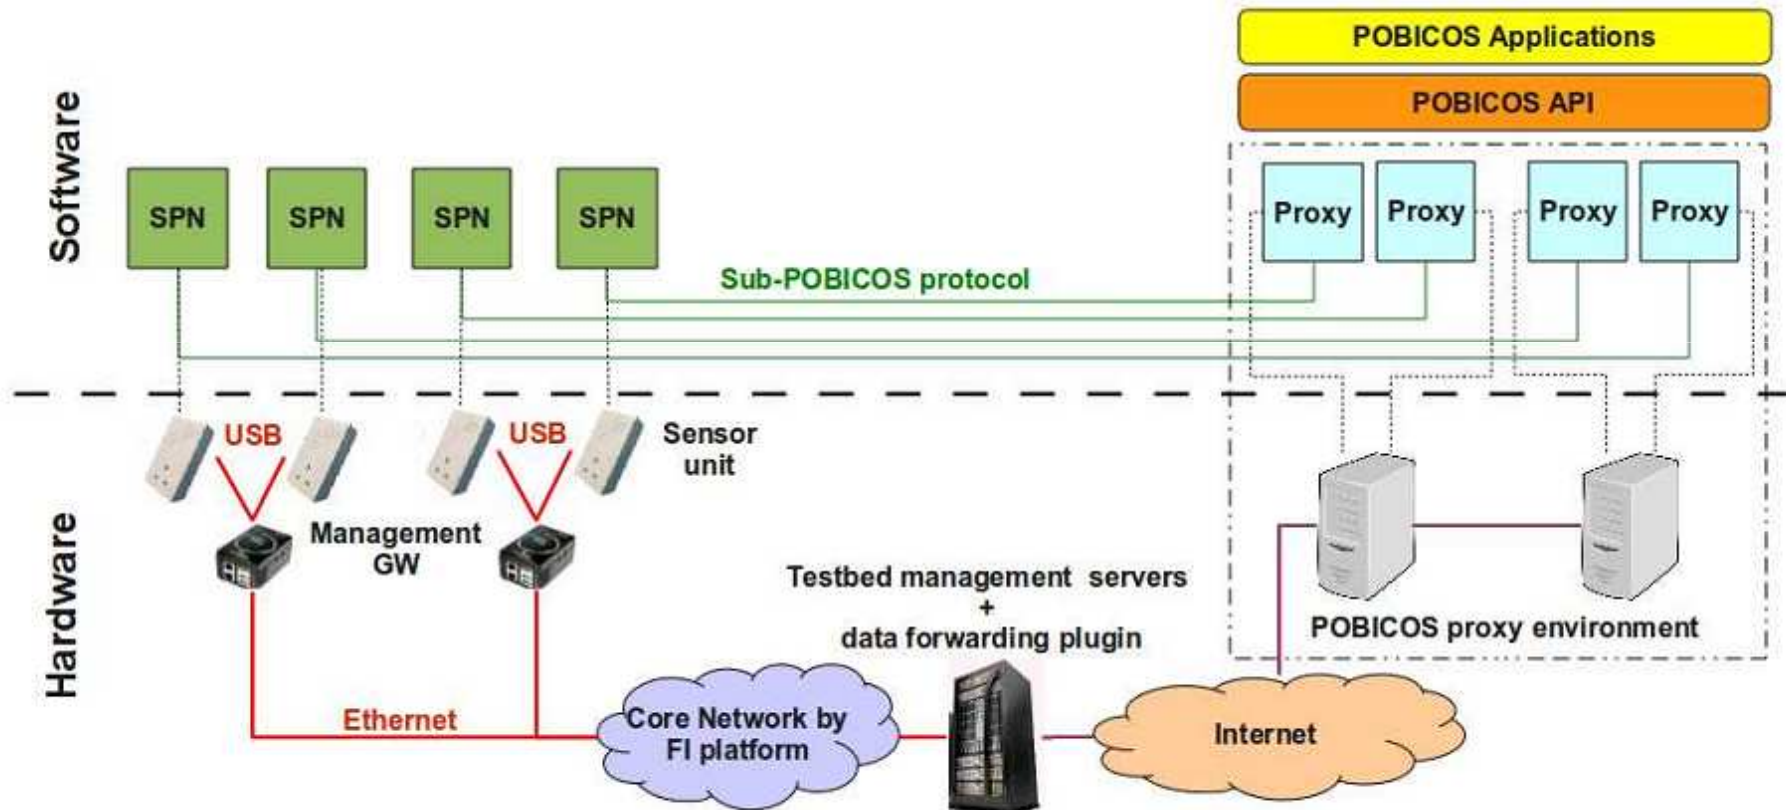 POBICOS Applications
POBICOS API
Software
SPN
SPN
SPN
SPN
Proxy
Proxy
Proxy
Proxy
Sub-POBICOS protocol
Hardware
USB
USB
Sensor
unit
Management
GW
Testbed management servers
+
data forwarding plugin
POBICOS proxy environment
Ethernet
Core Network by
FI platform
Internet